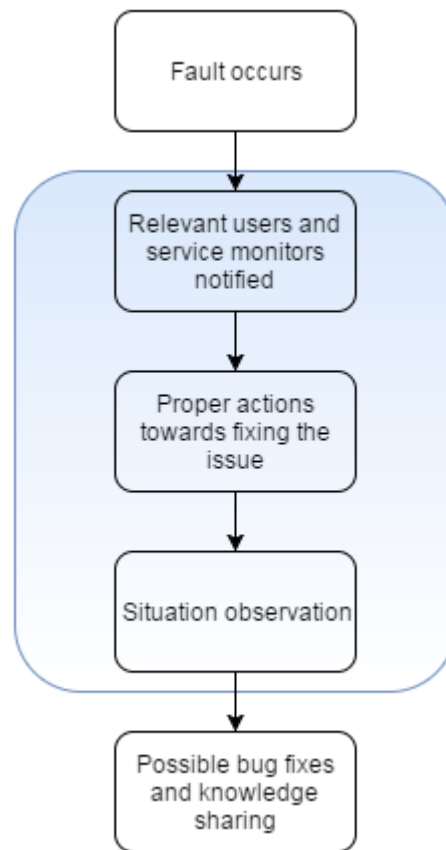 Fault occurs
Relevant users and
service monitors
notified
Proper actions
towards fixing the
issue
Situation observation
Possible bug fixes
and knowledge
sharing